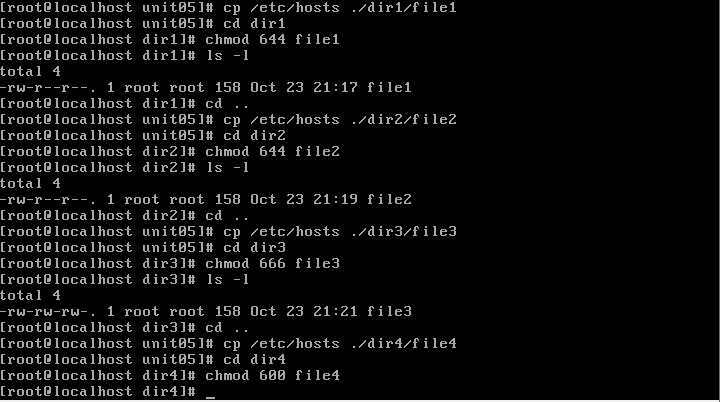 [root@localhost unit05]# cp /etc/hosts ./dir1/file1
[root@localhost unit05]# cd dir1
[root@localhost dir1]# chmod 644 file1
[root@localhost dir1]# ls -l
total 4
-rw-r--r--. 1 root root 158 Oct 23 21:17 file1
[root@localhost dir1]# cd ..
[root@localhost unit05]# cp /etc/hosts ./dir2/file2
[root@localhost unit05]# cd dir2
[root@localhost dir2]# chmod 644 file2
[root@localhost dir2]# ls -l
total 4
-rw-r--r--. 1 root root 158 Oct 23 21:19 file2
[root@localhost dir2]# cd ..
[root@localhost unit05]# cp /etc/hosts ./dir3/file3
[root@localhost unit05]# cd dir3
[root@localhost dir3]# chmod 666 file3
[root@localhost dir3]# ls -l
total 4
-rw-rw-rw-. 1 root root 158 Oct 23 21:21 file3
[root@localhost dir3]# cd ..
[root@localhost unit05]# cp /etc/hosts ./dir4/file4
[root@localhost unit05]# cd dir4
[root@localhost dir4]# chmod 600 file4
[root@localhost dir4]# _